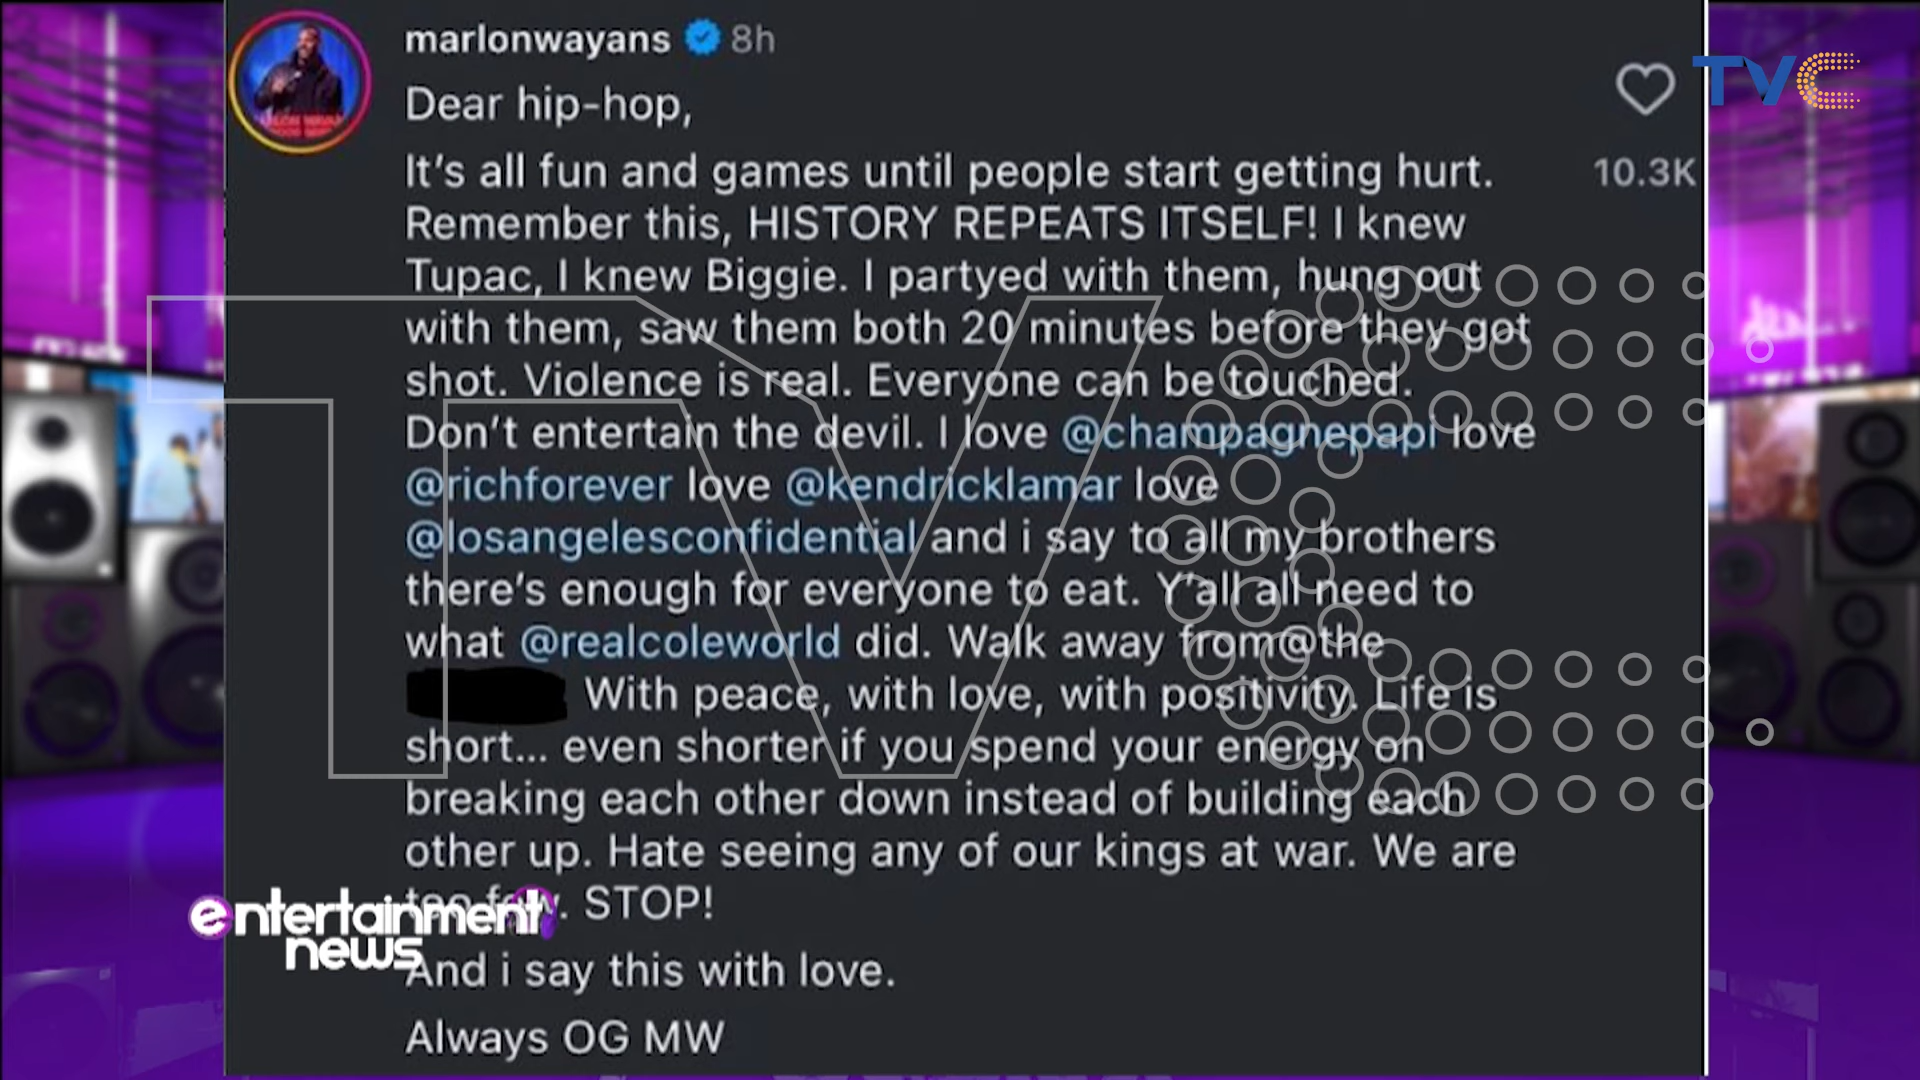 marlonwayans 8h
TVC
Dear hip-hop,
It's all fun and games until people start getting hurt.
10.3K
Remember this, HISTORY REPEATS ITSELF! I knew
Tupac, I knew Biggie. I partyed with them, hung out
with them, saw them both 20 minutes before they got
shot. Violence is real. Everyone can be touched.
Don't entertain the devil. I love @champagnepapi love
@richforever love @kendricklamar love
@losangelesconfidential and i say to all my brothers
there's enough for everyone to eat. Y'all all need to
what @realcoleworld did. Walk away from@the
With peace, with love, with positivity. Life is
short... even shorter if you spend your energy on
breaking each other down instead of building each
other up. Hate seeing any of our kings at war. We are
too few. STOP!
And i say this with love.
Always OG MW
entertainment
news
TVC